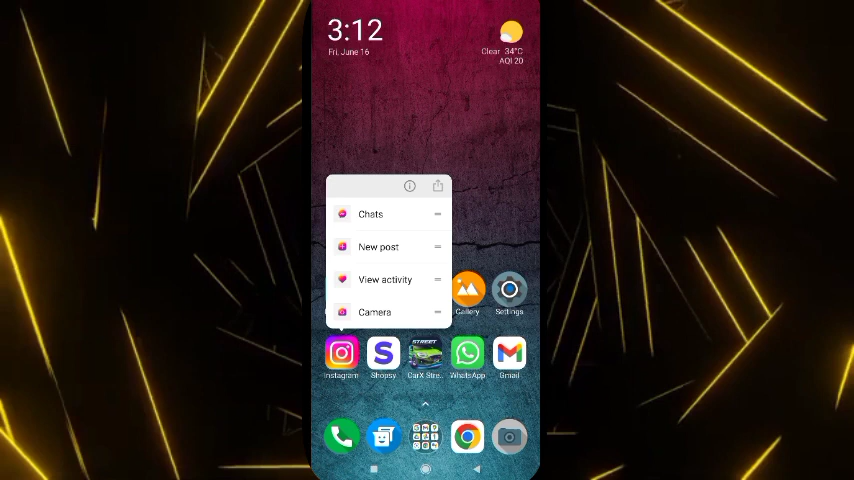 3:12
Fri, June 16
Clear 34°C
AQI 20
Chats
New post
View activity
Camera
Gallery
Settings
STREET
Instagram
Shopsy
CarX Stre..
WhatsApp
Gmail